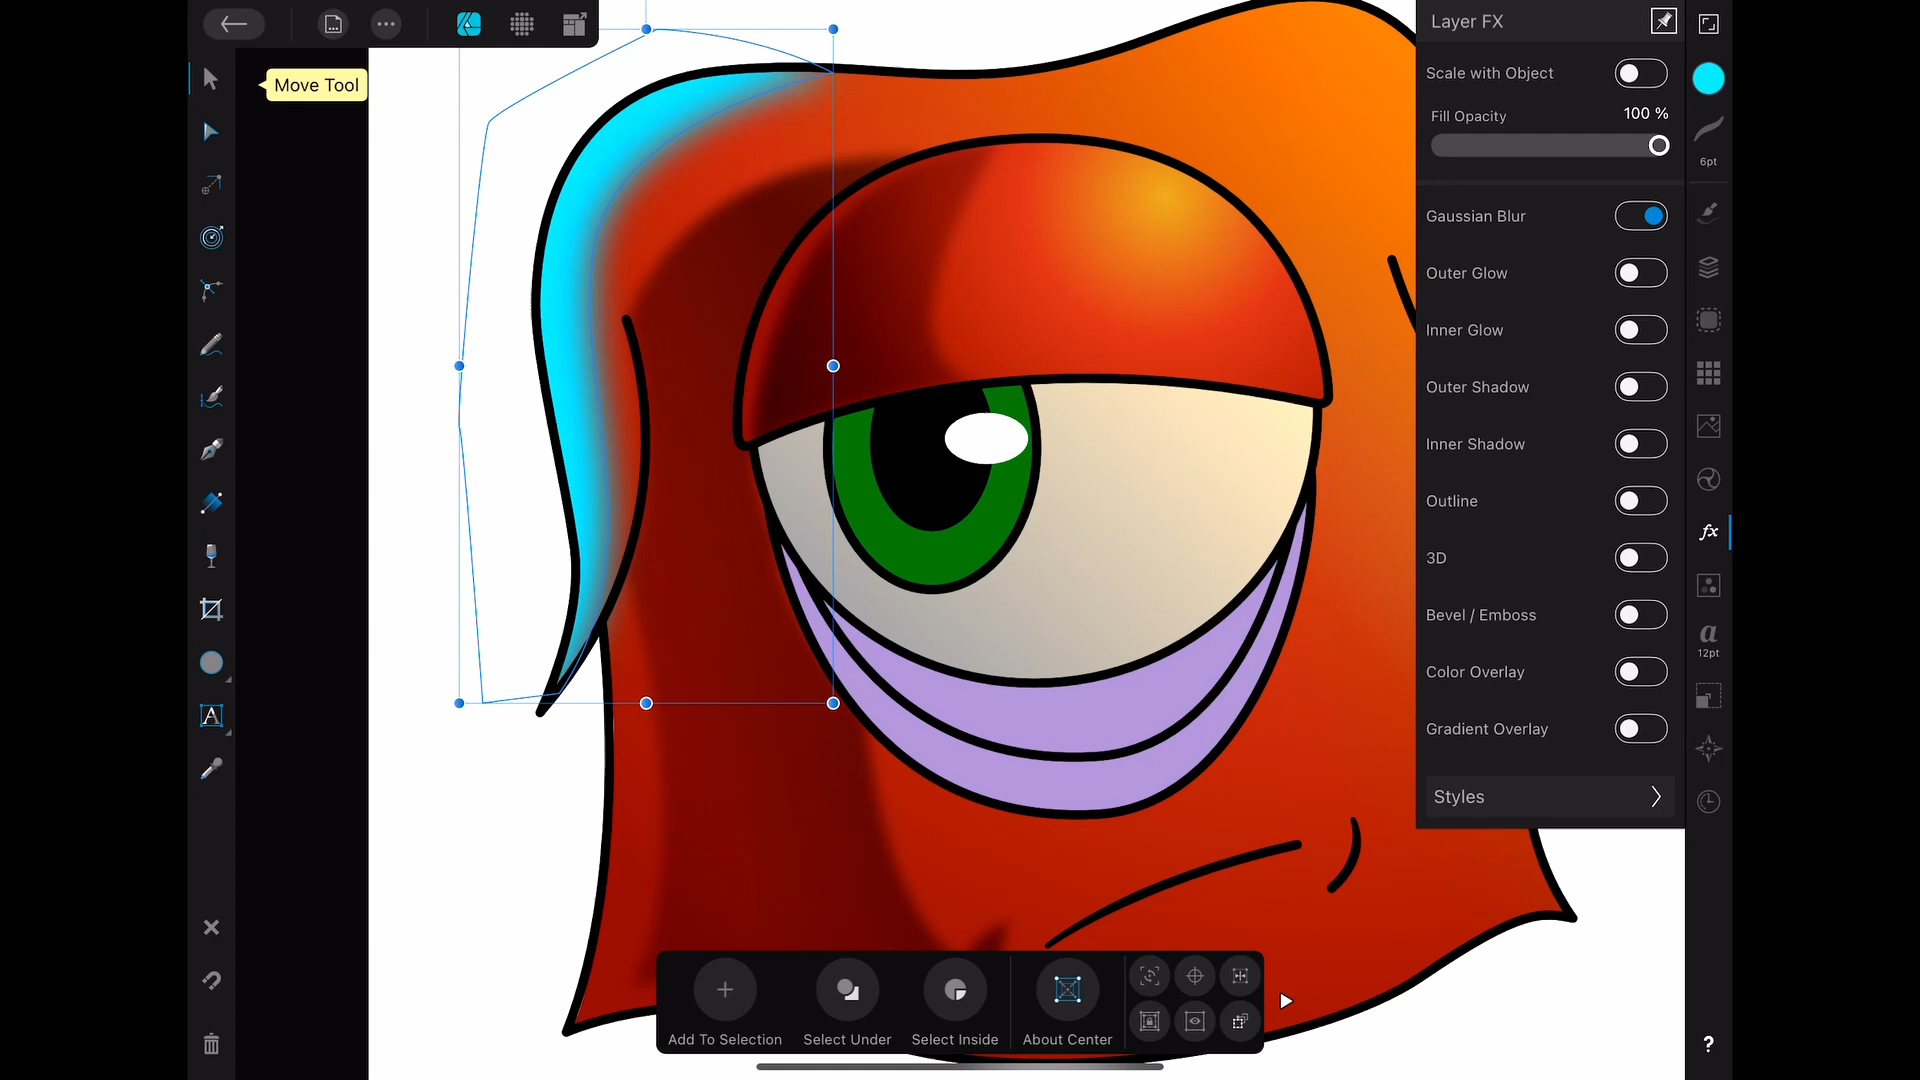 Move Tool
Layer FX
Scale with Object
Fill Opacity
100 %
Gaussian Blur
Outer Glow
Inner Glow
Outer Shadow
Inner Shadow
Outline
3D
Bevel / Emboss
Color Overlay
Gradient Overlay
Styles
6pt
fx
a
12pt
A
?
Add To Selection
Select Under
Select Inside
About Center